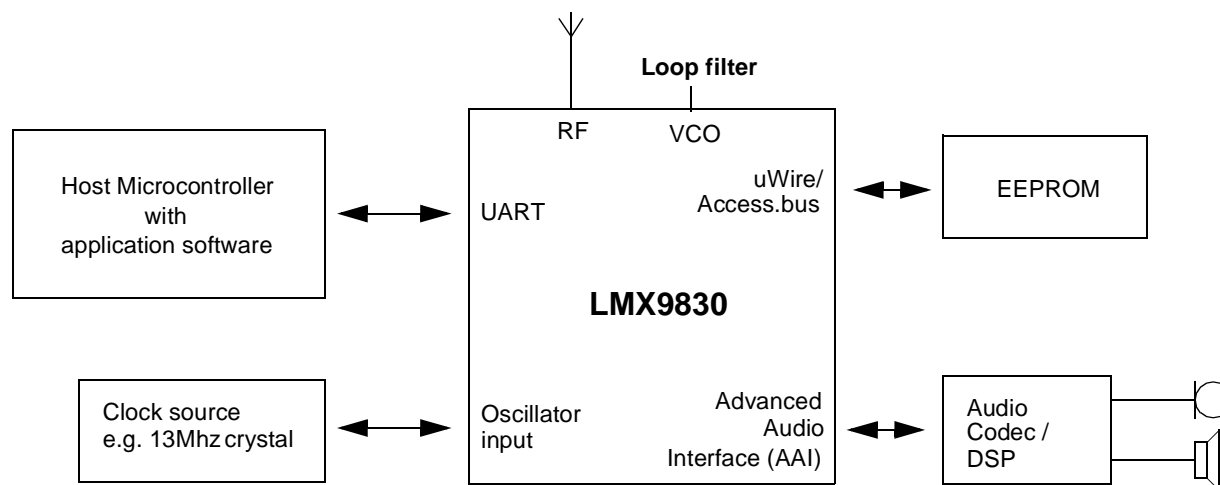 Loop filter
RF
VCO
Host Microcontroller
with
application software
UART
uWire/
Access.bus
EEPROM
LMX9830
Clock source
e.g. 13Mhz crystal
Oscillator
input
Advanced
Audio
Interface (AAI)
Audio
Codec /
DSP